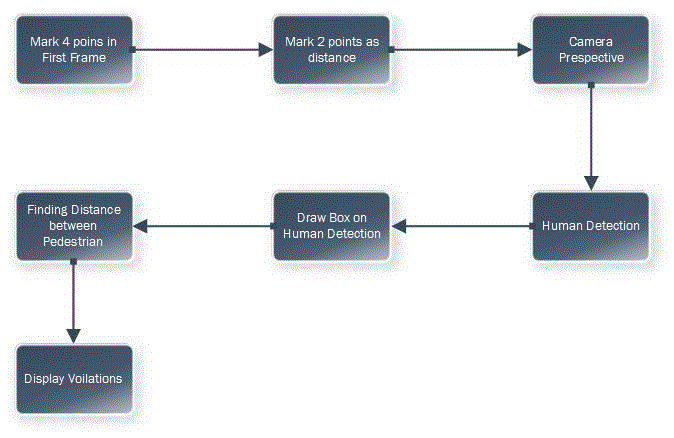 Mark 4 poins in
First Frame
Mark 2 points as
distance
Camera
Prespective
Human Detection
Draw Box on
Human Detection
Finding Distance
between
Pedestrian
Display Voilations